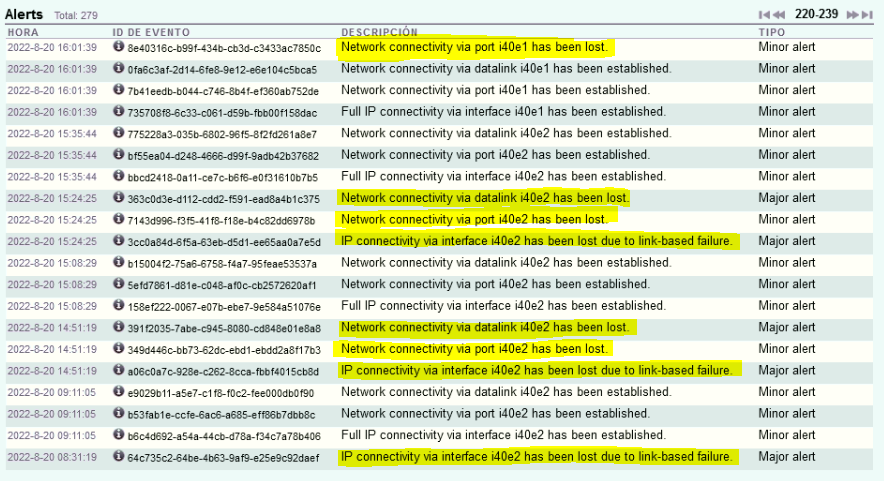 Alerts Total: 279 220-239
HORA ID DE EVENTO DESCRIPCIÓN TIPO
2022-8-20 16:01:39 8e40316c-b99f-434b-cb3d-c3433ac7850c Network connectivity via port i40e1 has been lost. Minor alert
2022-8-20 16:01:39 0fa6c3af-2d14-6fe8-9e12-e6e104c5bca5 Network connectivity via datalink i40e1 has been established. Minor alert
2022-8-20 16:01:39 7b41eedb-b044-c746-8b4f-ef360ab752de Network connectivity via port i40e1 has been established. Minor alert
2022-8-20 16:01:39 735708f8-6c33-c061-d59b-fbb00f158dac Full IP connectivity via interface i40e1 has been established. Minor alert
2022-8-20 15:35:44 775228a3-035b-6802-96f5-8f2fd261a8e7 Network connectivity via datalink i40e2 has been established. Minor alert
2022-8-20 15:35:44 bf55ea04-d248-4666-d99f-9adb42b37682 Network connectivity via port i40e2 has been established. Minor alert
2022-8-20 15:35:44 bbcd2418-0a11-ce7c-b6f6-e0f31610b7b5 Full IP connectivity via interface i40e2 has been established. Minor alert
2022-8-20 15:24:25 363c0d3e-d112-cdd2-f591-ead8a4b1c375 Network connectivity via datalink i40e2 has been lost. Major alert
2022-8-20 15:24:25 7143d996-f3f5-41f8-f18e-b4c82dd6978b Network connectivity via port i40e2 has been lost. Minor alert
2022-8-20 15:24:25 3cc0a84d-6f5a-63eb-d5d1-ee65aa0a7e5d IP connectivity via interface i40e2 has been lost due to link-based failure. Major alert
2022-8-20 15:08:29 b15004f2-75a6-6758-f4a7-95feae53537a Network connectivity via datalink i40e2 has been established. Minor alert
2022-8-20 15:08:29 5efd7861-d81e-c048-af0c-cb2572620af1 Network connectivity via port i40e2 has been established. Minor alert
2022-8-20 15:08:29 158ef222-0067-e07b-ebe7-9e584a51076e Full IP connectivity via interface i40e2 has been established. Minor alert
2022-8-20 14:51:19 391f2035-7abe-c945-8080-cd848e01e8a8 Network connectivity via datalink i40e2 has been lost. Major alert
2022-8-20 14:51:19 349d446c-bb73-62dc-ebd1-ebdd2a8f17b3 Network connectivity via port i40e2 has been lost. Minor alert
2022-8-20 14:51:19 a06c0a7c-928e-c262-8cca-fbbf4015cb8d IP connectivity via interface i40e2 has been lost due to link-based failure. Major alert
2022-8-20 09:11:05 e9029b11-a5e7-c1f8-f0c2-fee000db0f90 Network connectivity via datalink i40e2 has been established. Minor alert
2022-8-20 09:11:05 b53fab1e-ccfe-6ac6-a685-eff86b7dbb8c Network connectivity via port i40e2 has been established. Minor alert
2022-8-20 09:11:05 b6c4d692-a54a-44cb-d78a-f34c7a78b406 Full IP connectivity via interface i40e2 has been established. Minor alert
2022-8-20 08:31:19 64c735c2-64be-4b63-9af9-e25e9c92daef IP connectivity via interface i40e2 has been lost due to link-based failure. Major alert